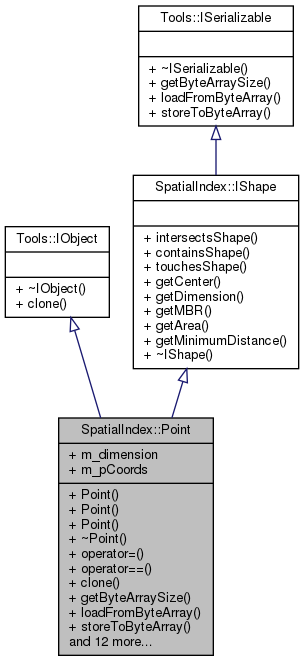 Tools::ISerializable
+ ~ISerializable()
+ getByteArraySize()
+ loadFromByteArray()
+ storeToByteArray()
SpatialIndex::IShape
+ intersectsShape()
+ containsShape()
+ touchesShape()
+ getCenter()
+ getDimension()
+ getMBR()
+ getArea()
+ getMinimumDistance()
+ ~IShape()
Tools::IObject
+ ~IObject()
+ clone()
SpatialIndex::Point
+ m_dimension
+ m_pCoords
+ Point()
+ Point()
+ Point()
+ ~Point()
+ operator=()
+ operator==()
+ clone()
+ getByteArraySize()
+ loadFromByteArray()
+ storeToByteArray()
and 12 more...